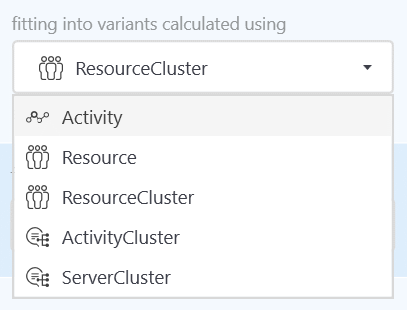 fitting into variants calculated using
ResourceCluster
Activity
Resource
ResourceCluster
ActivityCluster
ServerCluster